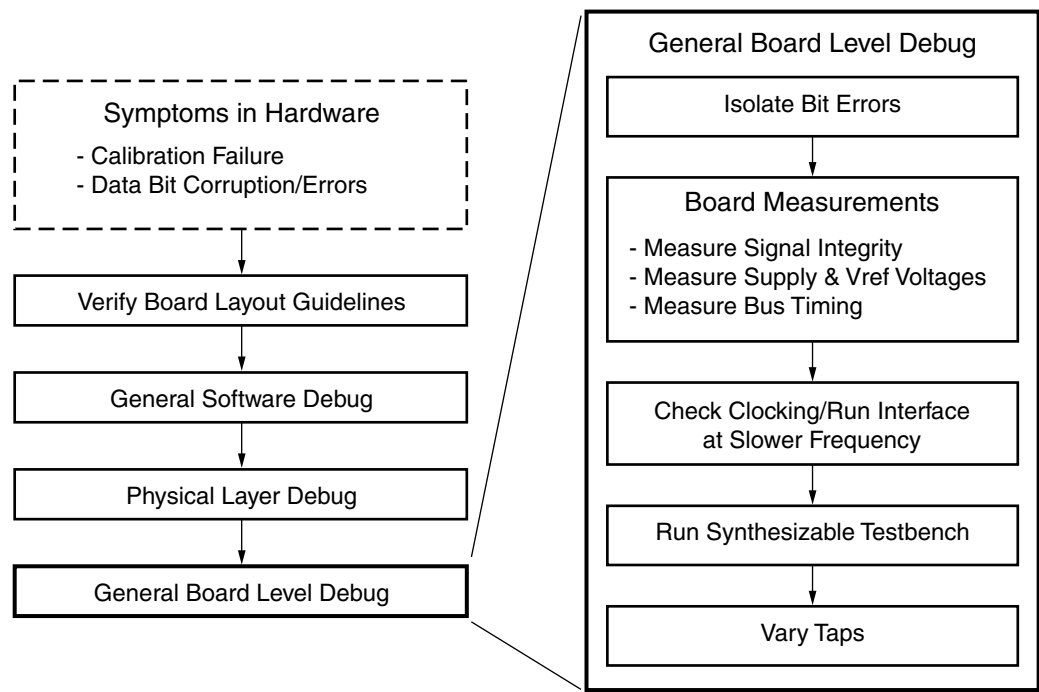 Symptoms in Hardware
- Calibration Failure
- Data Bit Corruption/Errors
Verify Board Layout Guidelines
General Software Debug
Physical Layer Debug
General Board Level Debug
General Board Level Debug
Isolate Bit Errors
Board Measurements
- Measure Signal Integrity
- Measure Supply & Vref Voltages
- Measure Bus Timing
Check Clocking/Run Interface
at Slower Frequency
Run Synthesizable Testbench
Vary Taps